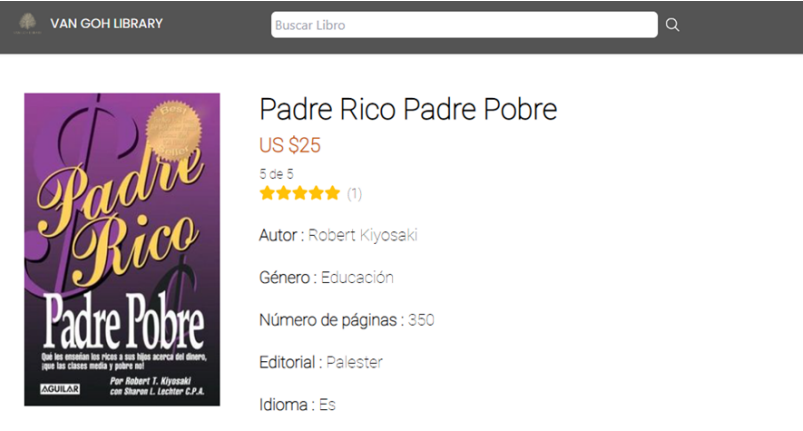 VAN GOH LIBRARY
Buscar Libro
Padre
Rico
Padre Pobre
Qué les enseñan los ricos a sus hijos acerca del dinero,
¡que las clases media y pobre no!
AGUILAR
Por Robert T. Kiyosaki
con Sharon L. Lechter C.P.A.
Padre Rico Padre Pobre
US $25
5 de 5
(1)
Autor : Robert Kiyosaki
Género : Educación
Número de páginas : 350
Editorial : Palester
Idioma : Es